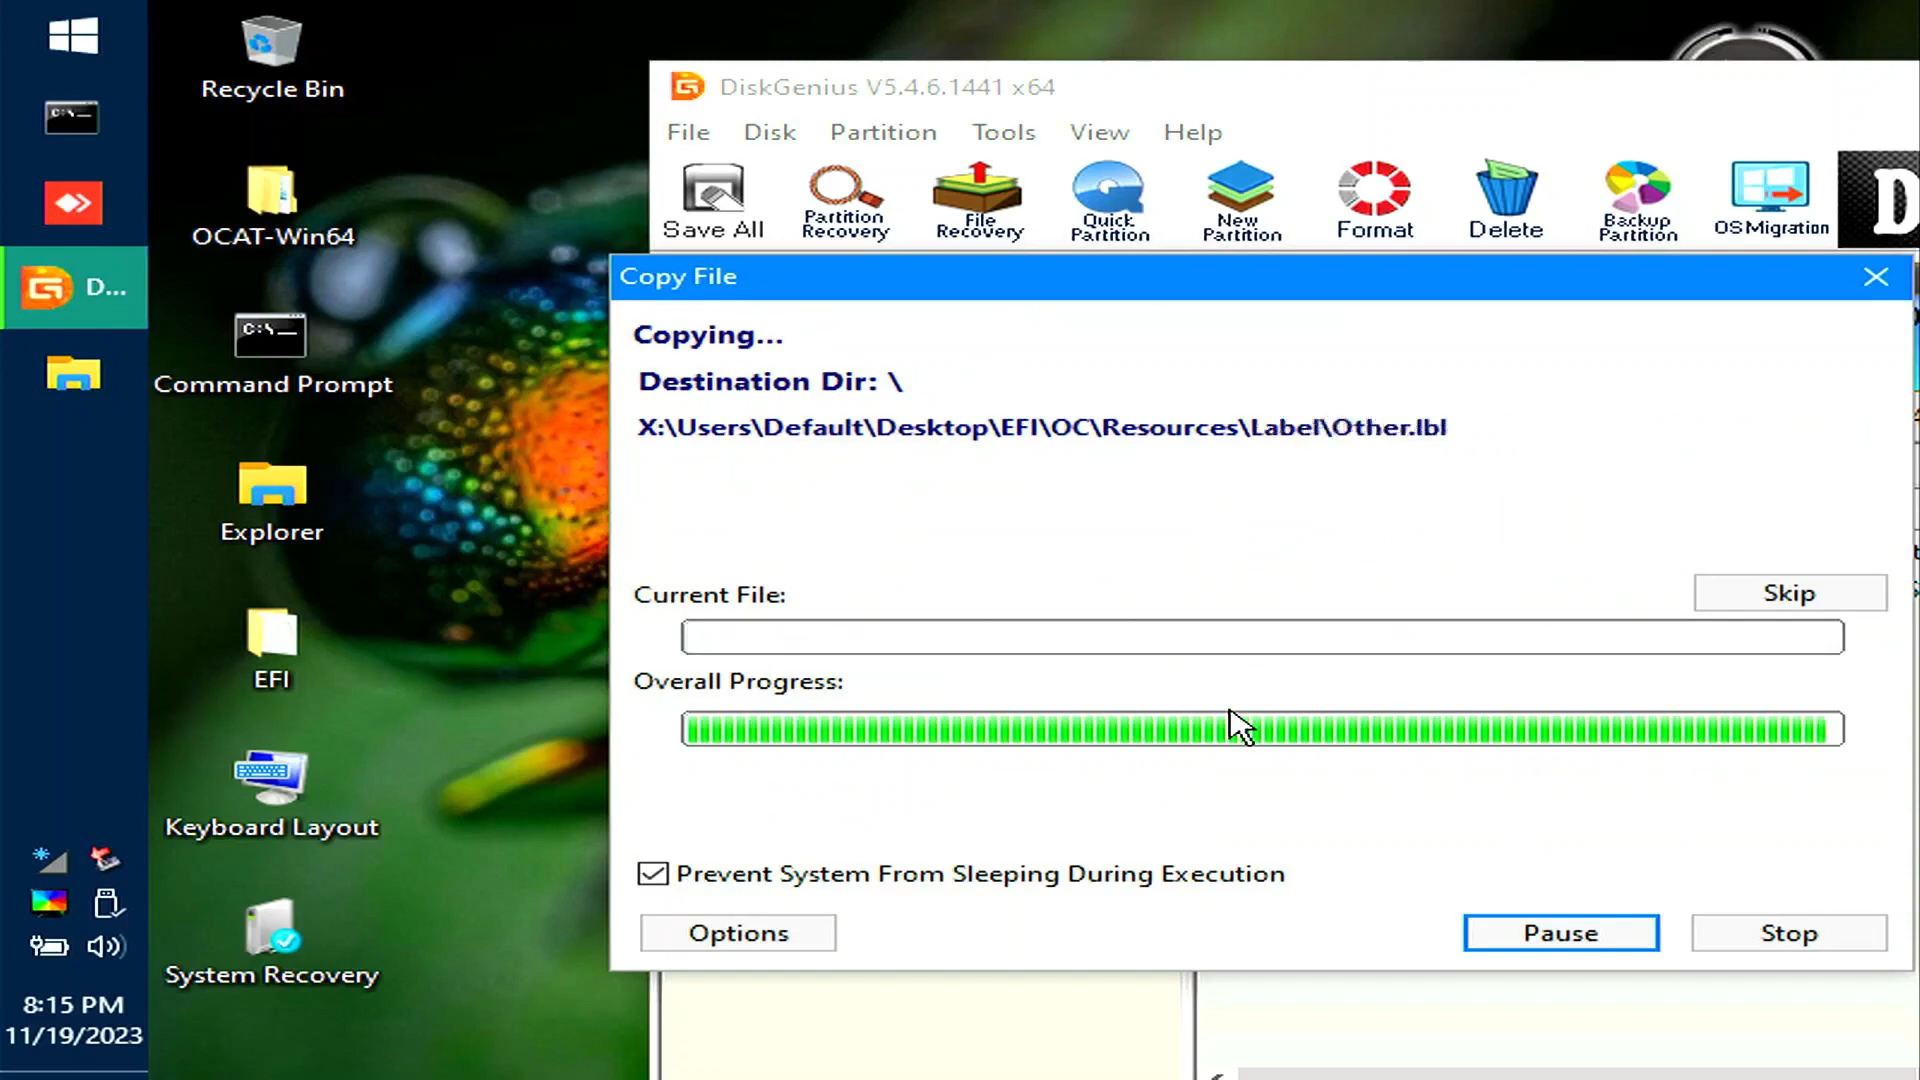 Recycle Bin
OCAT-Win64
C:\_
Command Prompt
Explorer
EFI
Keyboard Layout
System Recovery
C:\_
D...
8:15 PM
11/19/2023
DiskGenius V5.4.6.1441 x64
File Disk Partition Tools View Help
Save All
Partition Recovery
File Recovery
Quick Partition
New Partition
Format
Delete
Backup Partition
OS Migration
D
Copy File
Copying...
Destination Dir: \
X:\Users\Default\Desktop\EFI\OC\Resources\Label\Other.lbl
Current File:
Skip
Overall Progress:
Prevent System From Sleeping During Execution
Options
Pause
Stop